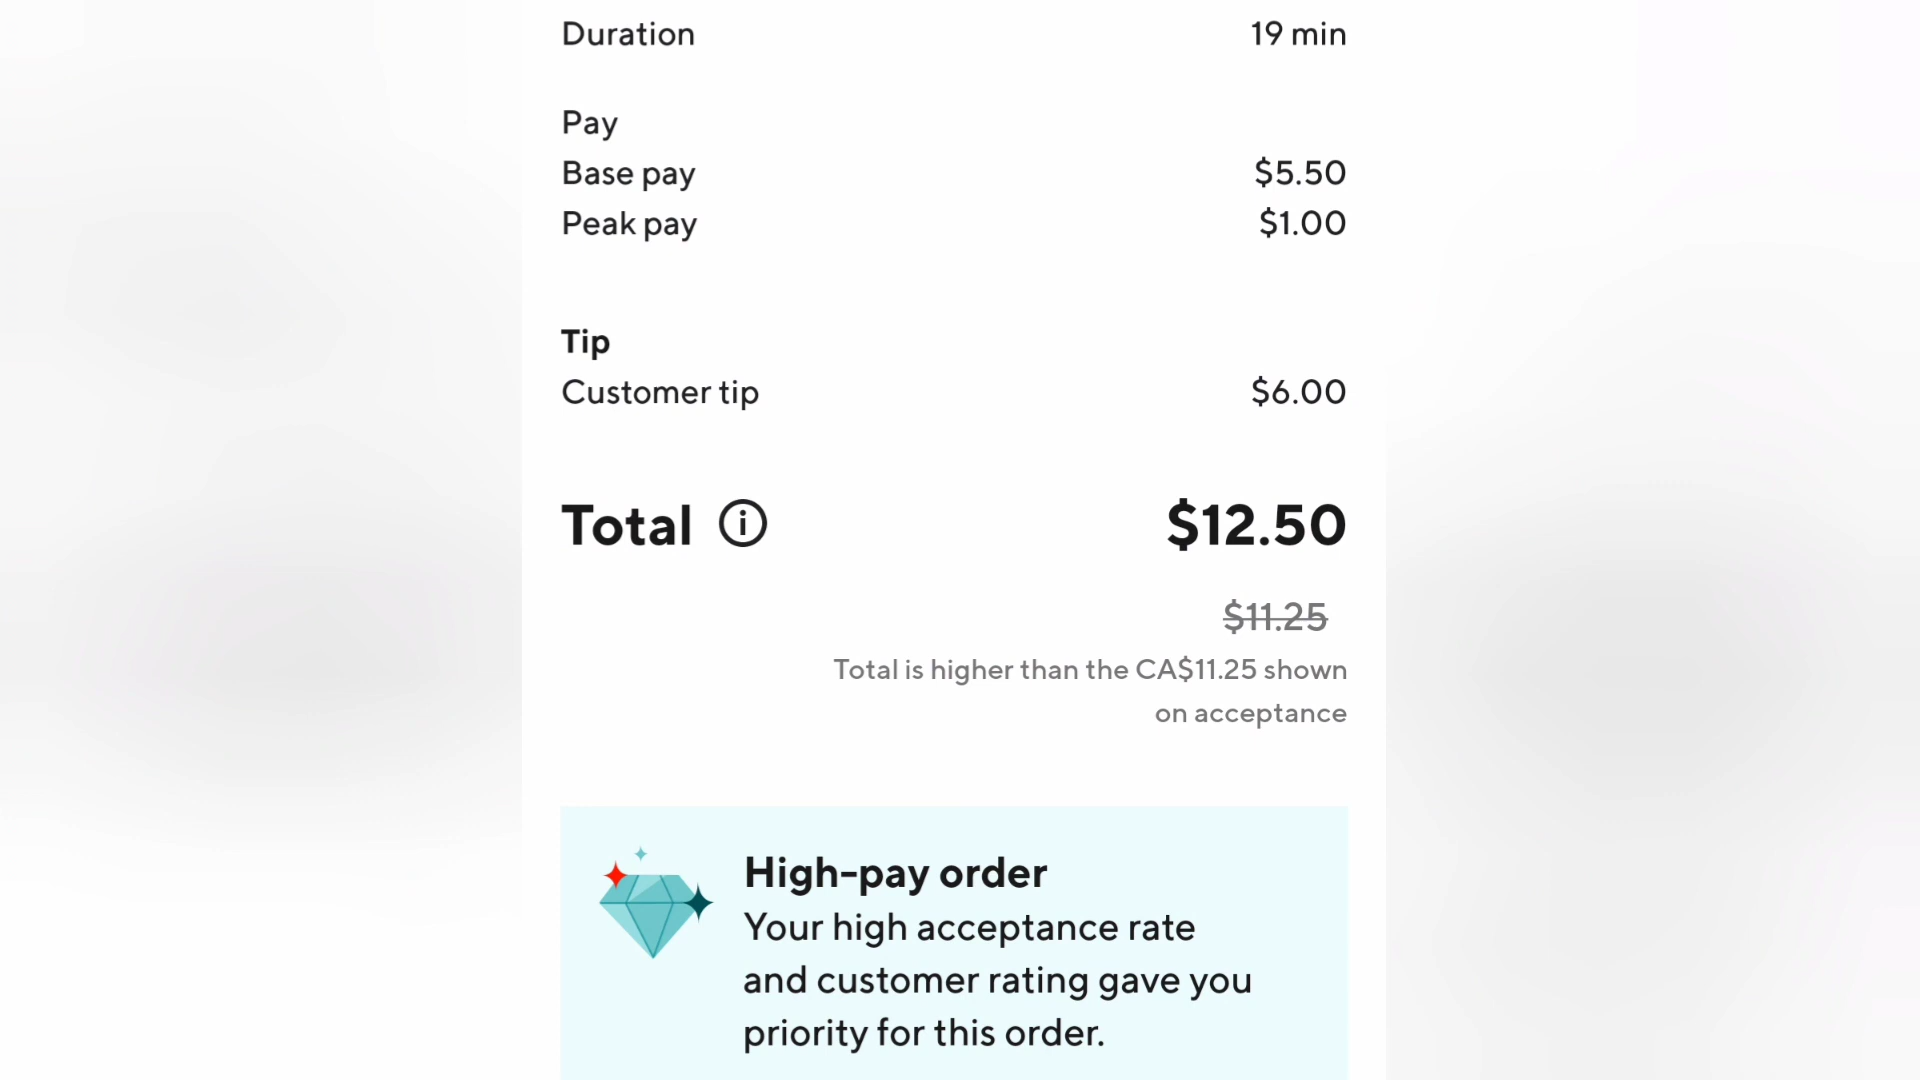 Duration 19 min
Pay
Base pay $5.50
Peak pay $1.00
Tip
Customer tip $6.00
Total $12.50
$11.25
Total is higher than the CA$11.25 shown
on acceptance
High-pay order
Your high acceptance rate
and customer rating gave you
priority for this order.